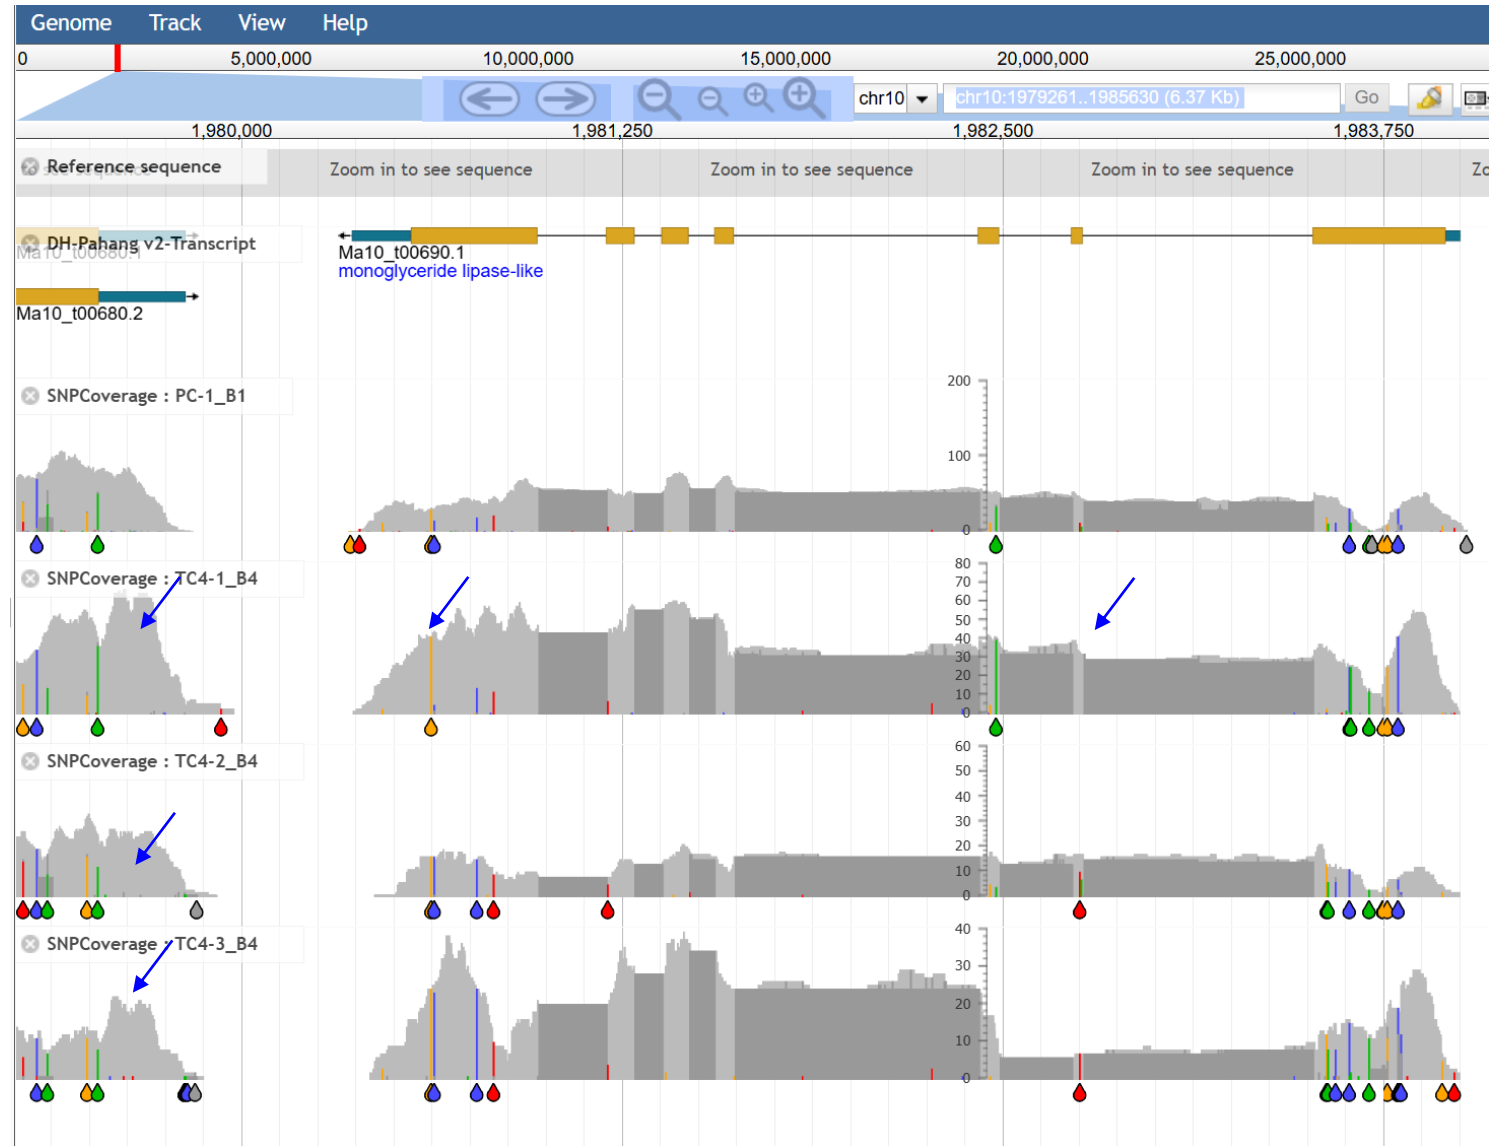 Genome Track View Help
0 5,000,000 10,000,000 15,000,000 20,000,000 25,000,000
chr10 chr10:1979261..1985630 (6.37 Kb) Go
1,980,000 1,981,250 1,982,500 1,983,750
Reference sequence Zoom in to see sequence Zoom in to see sequence Zoom in to see sequence Zo
DH-Pahang v2-Transcript
Ma10_t00680.1 Ma10_t00690.1
monoglyceride lipase-like
Ma10_t00680.2
200
SNPCoverage : PC-1_B1
100
0
80
SNPCoverage : TC4-1_B4
70
60
50
40
30
20
10
0
60
SNPCoverage : TC4-2_B4
50
40
30
20
10
0
40
SNPCoverage : TC4-3_B4
30
20
10
0